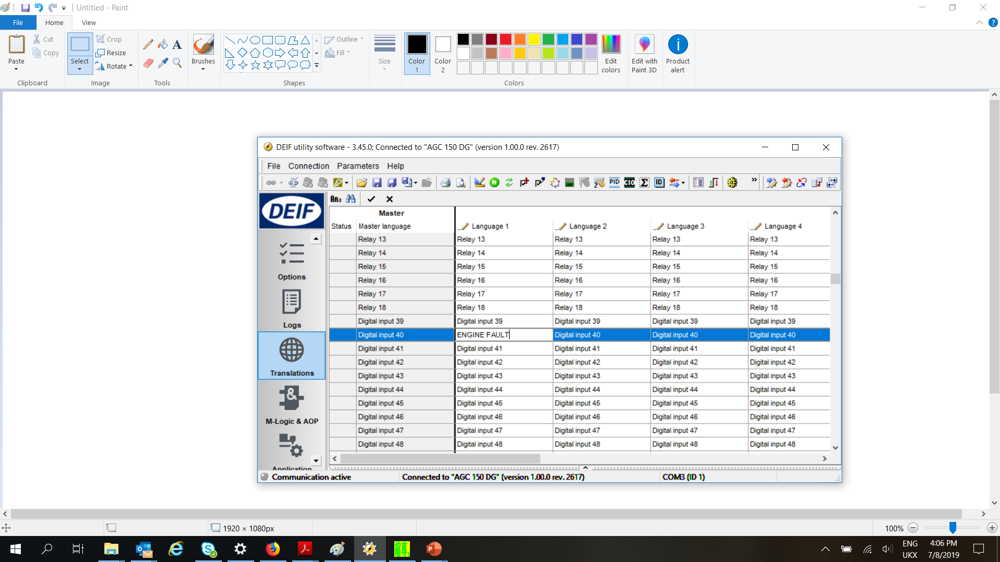 Untitled - Paint
File Home View
Paste Cut Copy Clipboard
Select Crop Resize Rotate Image
Tools
Brushes
Shapes Outline Fill
Size
Color 1 Color 2 Edit colors Colors
Edit with Paint 3D
Product alert
DEIF utility software - 3.45.0; Connected to "AGC 150 DG" (version 1.00.0 rev. 2617)
File Connection Parameters Help
PID CIO Σ ID
DEIF
Options
Logs
Translations
M-Logic & AOP
Application
Master
Status Master language Language 1 Language 2 Language 3 Language 4
Relay 13 Relay 13 Relay 13 Relay 13 Relay 13
Relay 14 Relay 14 Relay 14 Relay 14 Relay 14
Relay 15 Relay 15 Relay 15 Relay 15 Relay 15
Relay 16 Relay 16 Relay 16 Relay 16 Relay 16
Relay 17 Relay 17 Relay 17 Relay 17 Relay 17
Relay 18 Relay 18 Relay 18 Relay 18 Relay 18
Digital input 39 Digital input 39 Digital input 39 Digital input 39 Digital input 39
Digital input 40 ENGINE FAULT Digital input 40 Digital input 40 Digital input 40
Digital input 41 Digital input 41 Digital input 41 Digital input 41 Digital input 41
Digital input 42 Digital input 42 Digital input 42 Digital input 42 Digital input 42
Digital input 43 Digital input 43 Digital input 43 Digital input 43 Digital input 43
Digital input 44 Digital input 44 Digital input 44 Digital input 44 Digital input 44
Digital input 45 Digital input 45 Digital input 45 Digital input 45 Digital input 45
Digital input 46 Digital input 46 Digital input 46 Digital input 46 Digital input 46
Digital input 47 Digital input 47 Digital input 47 Digital input 47 Digital input 47
Digital input 48 Digital input 48 Digital input 48 Digital input 48 Digital input 48
Communication active Connected to "AGC 150 DG" (version 1.00.0 rev. 2617) COM3 (ID 1)
1920 × 1080px 100%
ENG 4:06 PM
UKX 7/8/2019